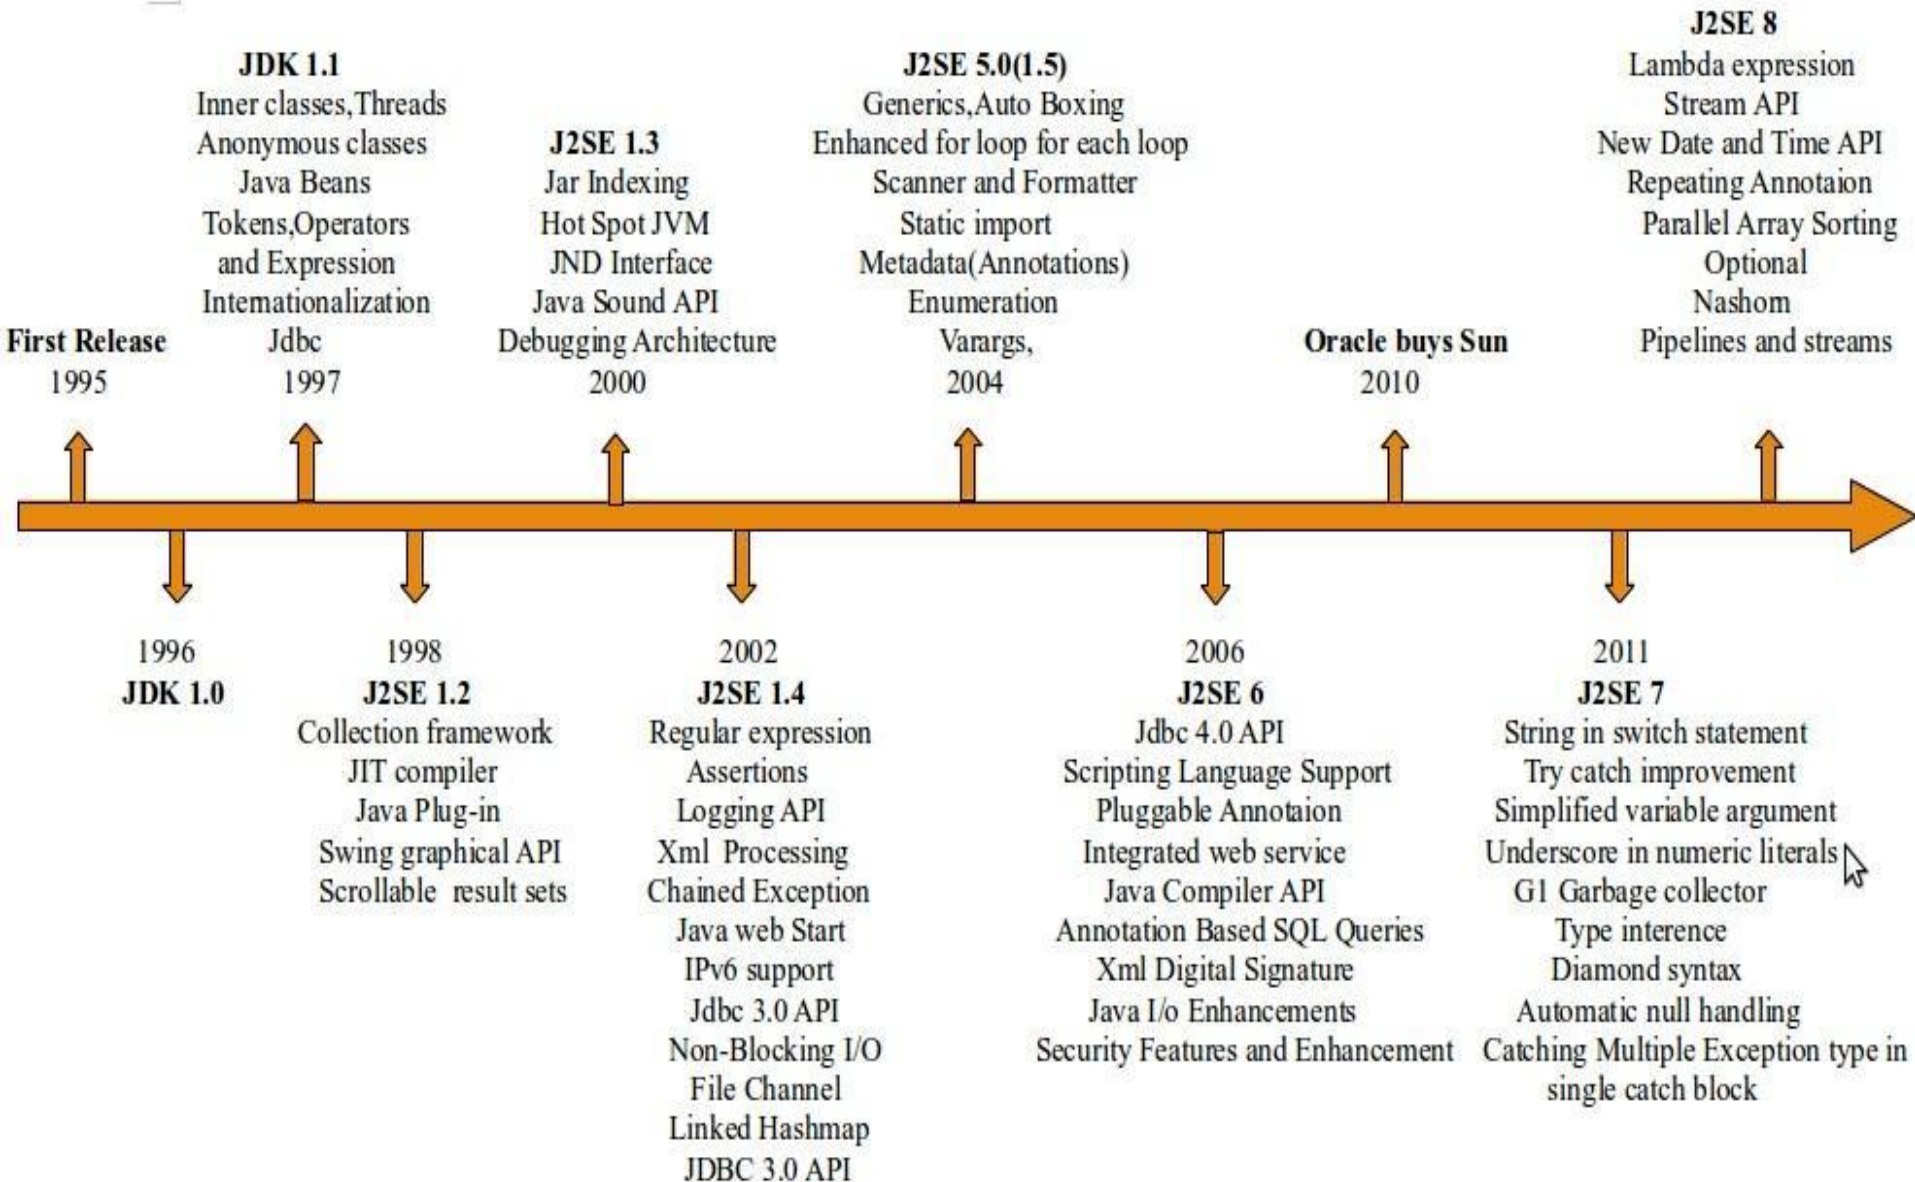 First Release
1995
JDK 1.1
Inner classes,Threads
Anonymous classes
Java Beans
Tokens,Operators
and Expression
Internationalization
Jdbc
1997
J2SE 1.3
Jar Indexing
Hot Spot JVM
JND Interface
Java Sound API
Debugging Architecture
2000
J2SE 5.0(1.5)
Generics,Auto Boxing
Enhanced for loop for each loop
Scanner and Formatter
Static import
Metadata(Annotations)
Enumeration
Varargs,
2004
Oracle buys Sun
2010
J2SE 8
Lambda expression
Stream API
New Date and Time API
Repeating Annotaion
Parallel Array Sorting
Optional
Nashorn
Pipelines and streams
1996
JDK 1.0
1998
J2SE 1.2
Collection framework
JIT compiler
Java Plug-in
Swing graphical API
Scrollable result sets
2002
J2SE 1.4
Regular expression
Assertions
Logging API
Xml Processing
Chained Exception
Java web Start
IPv6 support
Jdbc 3.0 API
Non-Blocking I/O
File Channel
Linked Hashmap
JDBC 3.0 API
2006
J2SE 6
Jdbc 4.0 API
Scripting Language Support
Pluggable Annotaion
Integrated web service
Java Compiler API
Annotation Based SQL Queries
Xml Digital Signature
Java I/o Enhancements
Security Features and Enhancement
2011
J2SE 7
String in switch statement
Try catch improvement
Simplified variable argument
Underscore in numeric literals
G1 Garbage collector
Type interence
Diamond syntax
Automatic null handling
Catching Multiple Exception type in
single catch block